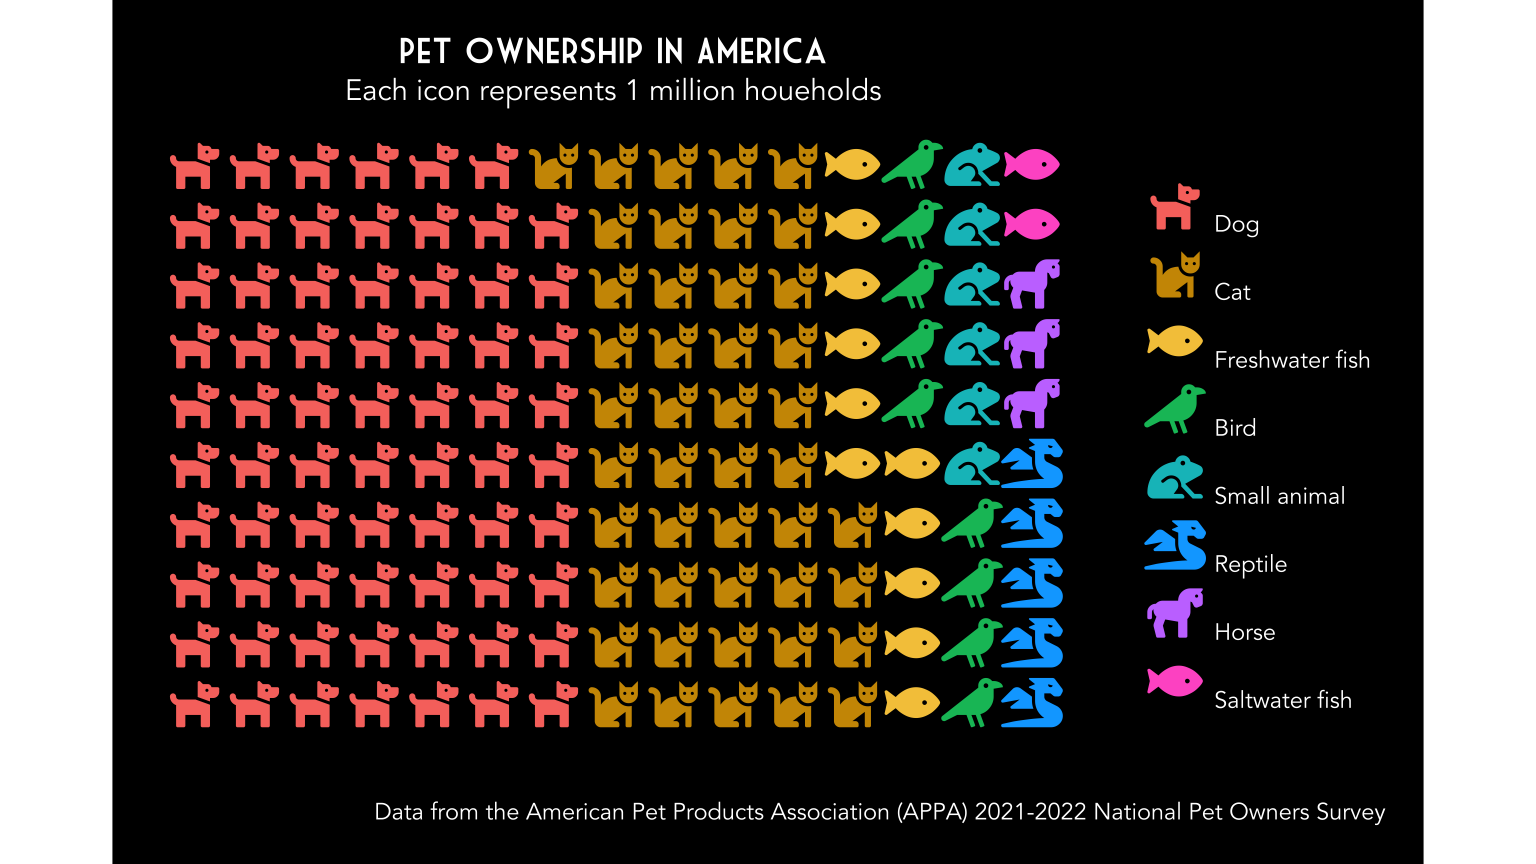 PET OWNERSHIP IN AMERICA
Each icon represents 1 million houeholds
Dog
Cat
Freshwater fish
Bird
Small animal
Reptile
Horse
Saltwater fish
Data from the American Pet Products Association (APPA) 2021-2022 National Pet Owners Survey